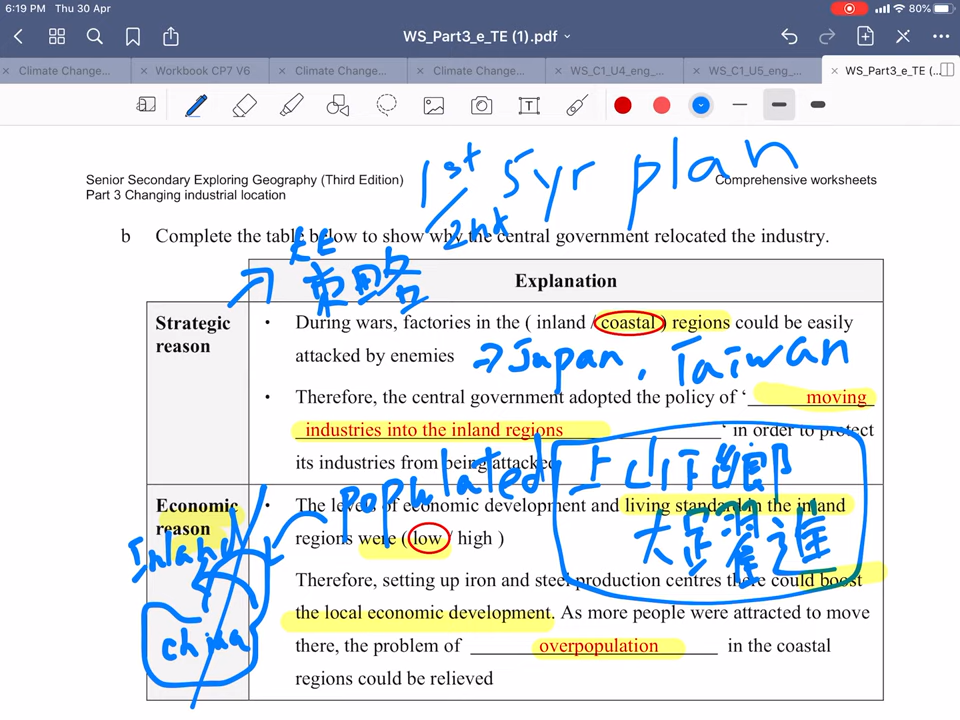 6:19 PM Thu 30 Apr
80%
WS_Part3_e_TE (1).pdf
Climate Change...
Workbook CP7 V6
Climate Change...
Climate Change...
WS_C1_U4_eng_...
WS_C1_U5_eng_...
WS_Part3_e_TE (...
1st 5yr plan
2nd
Senior Secondary Exploring Geography (Third Edition)
Comprehensive worksheets
Part 3 Changing industrial location
b Complete the table below to show why the central government relocated the industry.
策略
Explanation
Strategic reason
• During wars, factories in the ( inland / coastal ) regions could be easily
attacked by enemies
→ Japan, Taiwan
• Therefore, the central government adopted the policy of ‘ moving
industries into the inland regions ‘ in order to protect
its industries from being attacked
populated
上山下鄉
大躍進
Economic reason
• The levels of economic development and living standard in the inland
regions were ( low / high )
Inland
Therefore, setting up iron and steel production centres there could boost
the local economic development. As more people were attracted to move
china
there, the problem of overpopulation in the coastal
regions could be relieved